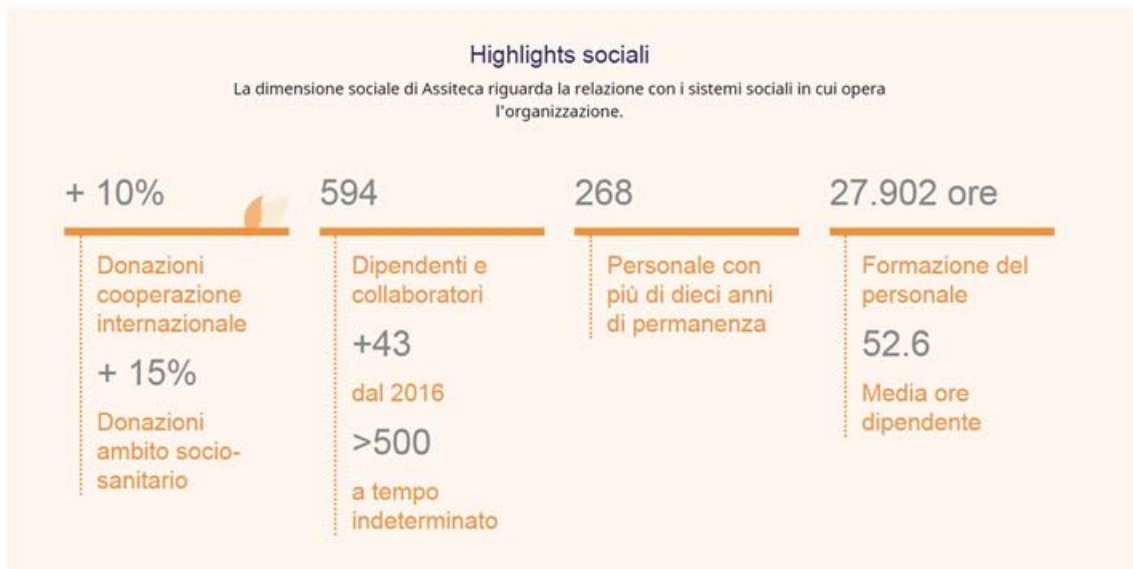 Highlights sociali
La dimensione sociale di Assiteca riguarda la relazione con i sistemi sociali in cui opera
l'organizzazione.
+ 10%
Donazioni
cooperazione
internazionale
+ 15%
Donazioni
ambito socio-
sanitario
594
Dipendenti e
collaboratori
+43
dal 2016
>500
a tempo
indeterminato
268
Personale con
più di dieci anni
di permanenza
27.902 ore
Formazione del
personale
52.6
Media ore
dipendente